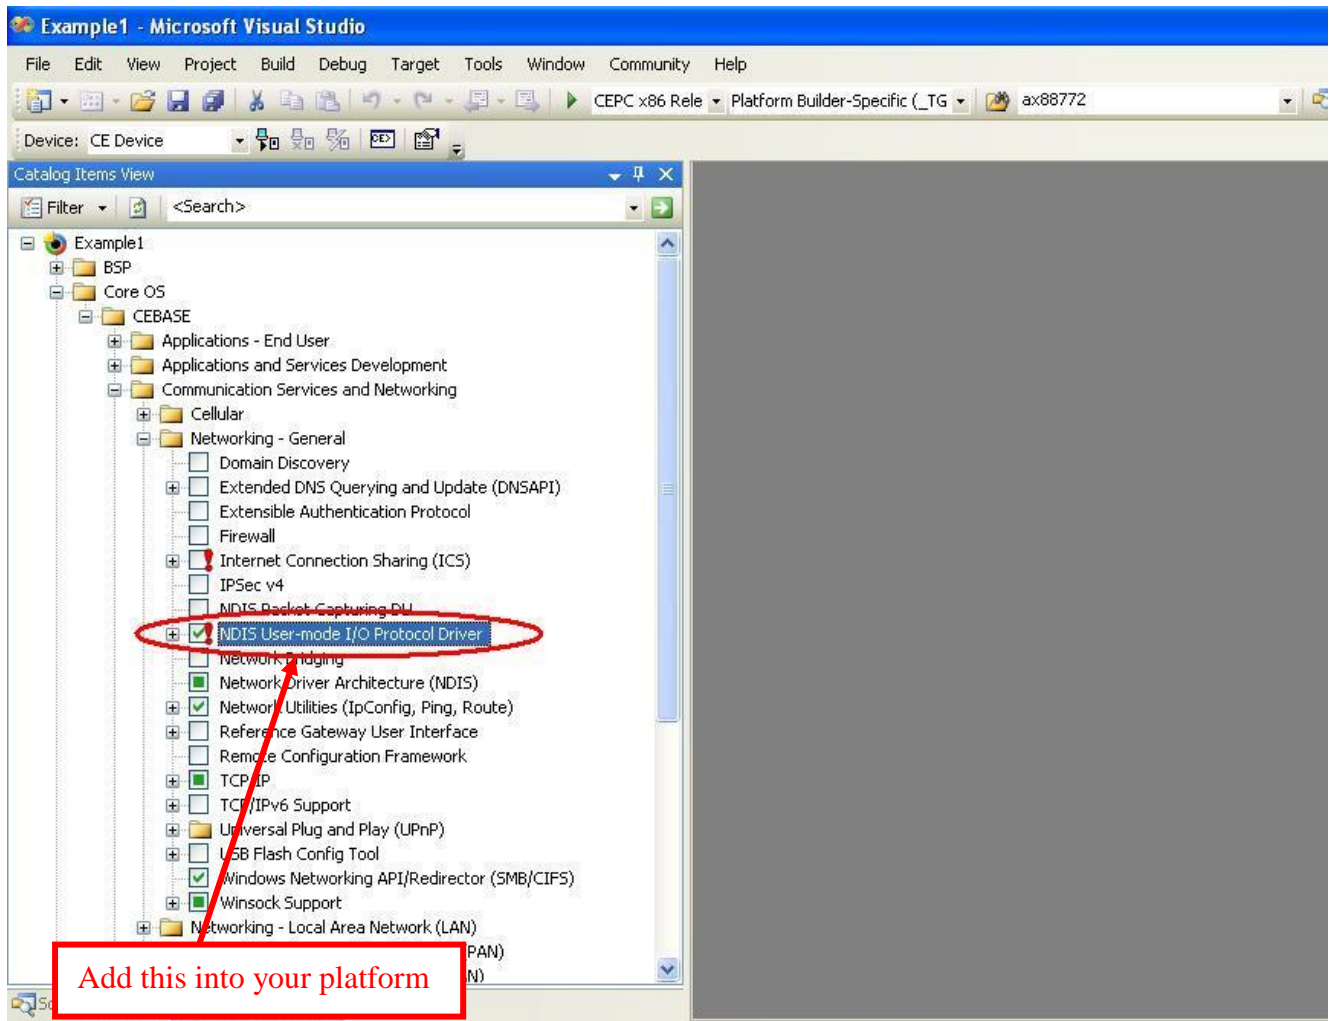 Example1 - Microsoft Visual Studio
File Edit View Project Build Debug Target Tools Window Community Help
CEPC x86 Rele Platform Builder-Specific (_TG ax88772
Device: CE Device
Catalog Items View
Filter <Search>
Example1
BSP
Core OS
CEBASE
Applications - End User
Applications and Services Development
Communication Services and Networking
Cellular
Networking - General
Domain Discovery
Extended DNS Querying and Update (DNSAPI)
Extensible Authentication Protocol
Firewall
Internet Connection Sharing (ICS)
IPSec v4
NDIS Packet Capturing DLL
NDIS User-mode I/O Protocol Driver
Network Bridging
Network Driver Architecture (NDIS)
Network Utilities (IpConfig, Ping, Route)
Reference Gateway User Interface
Remote Configuration Framework
TCP/IP
TCP/IPv6 Support
Universal Plug and Play (UPnP)
USB Flash Config Tool
Windows Networking API/Redirector (SMB/CIFS)
Winsock Support
Networking - Local Area Network (LAN)
PAN)
N)
Add this into your platform